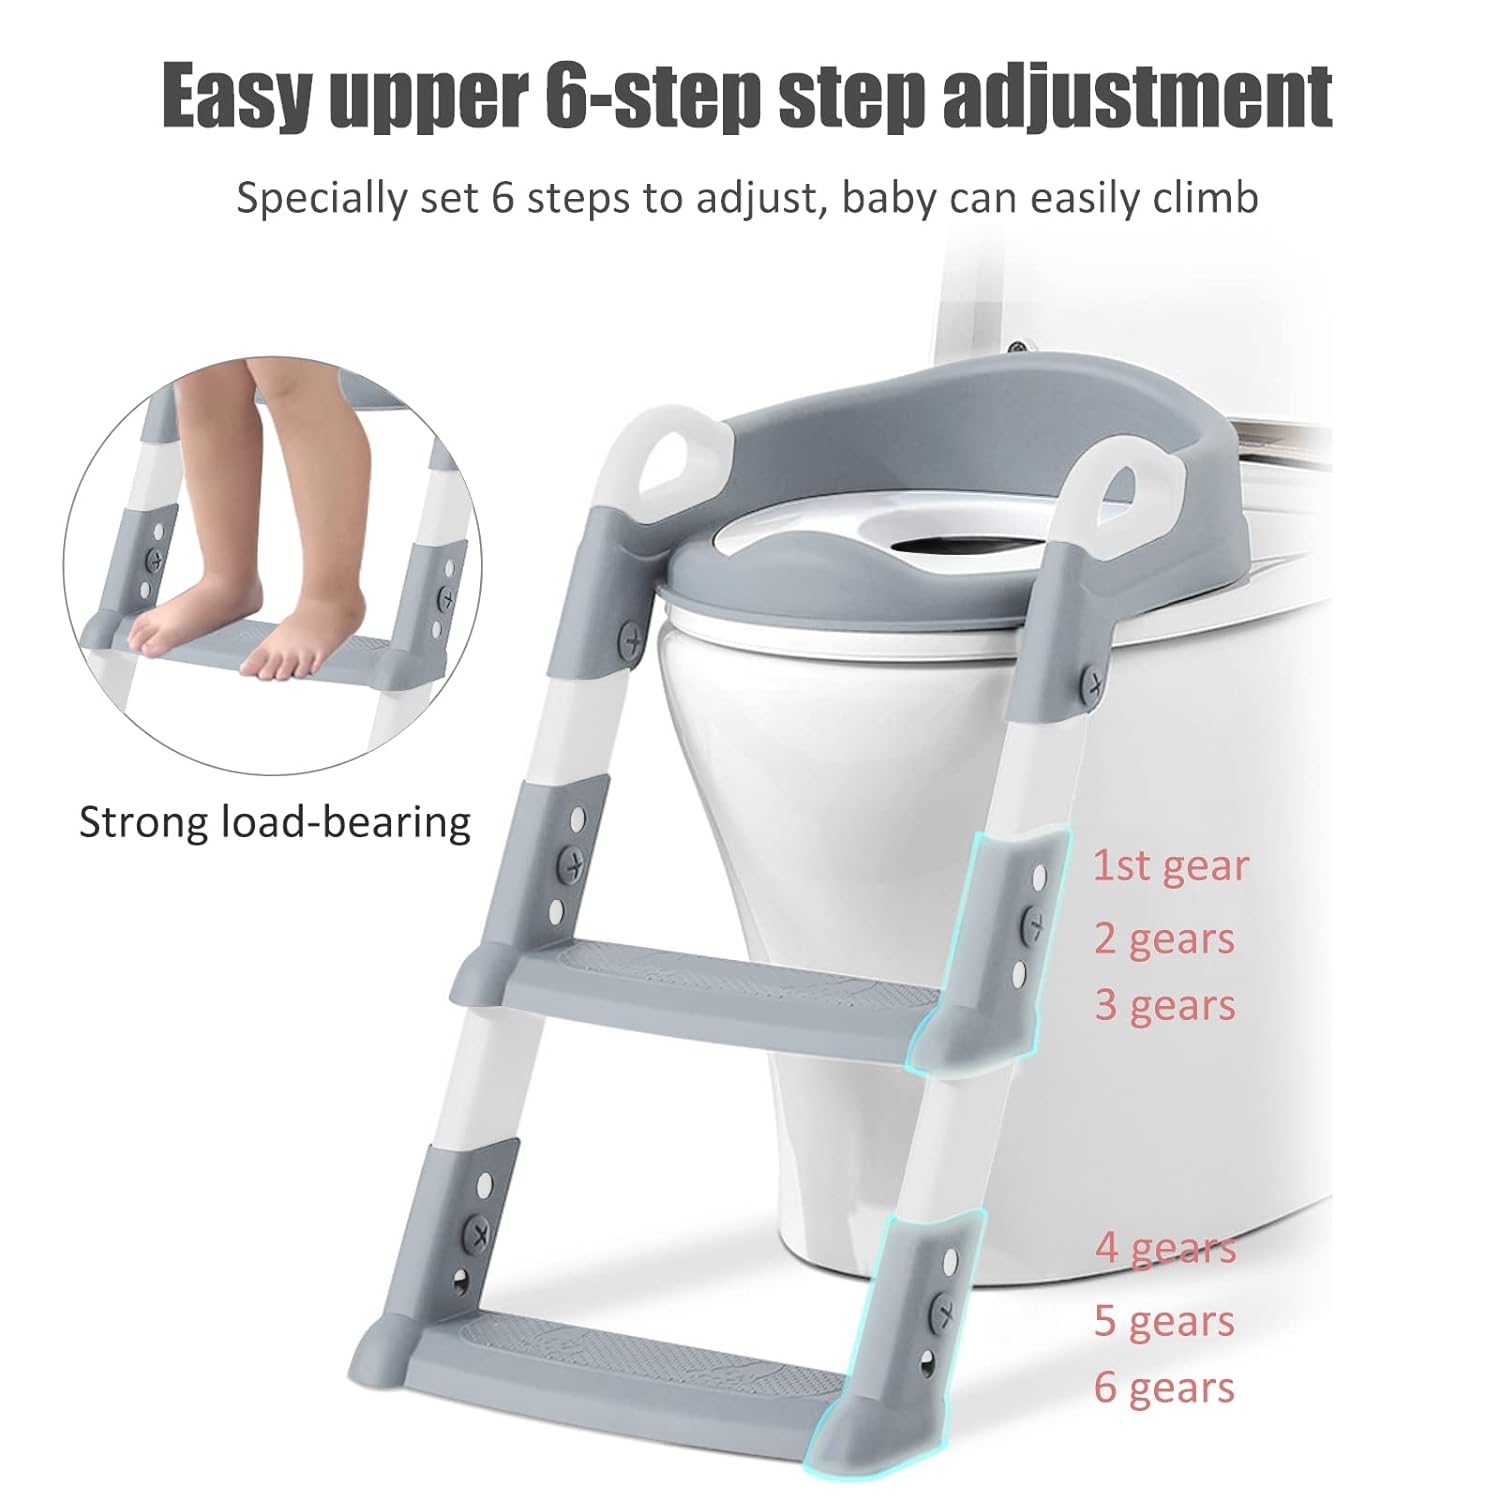 Easy upper 6-step step adjustment
Specially set 6 steps to adjust, baby can easily climb
Strong load-bearing
1st gear
2 gears
3 gears
4 gears
5 gears
6 gears